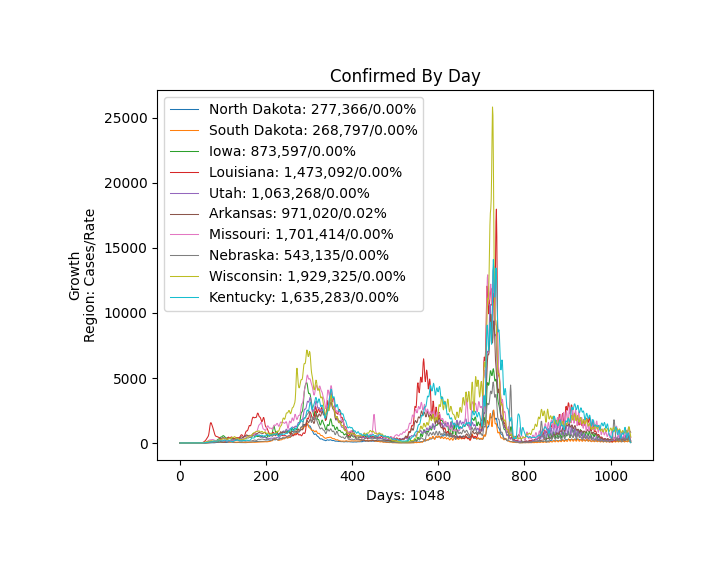 Confirmed By Day
North Dakota: 277,366/0.00%
South Dakota: 268,797/0.00%
Iowa: 873,597/0.00%
Louisiana: 1,473,092/0.00%
Utah: 1,063,268/0.00%
Arkansas: 971,020/0.02%
Missouri: 1,701,414/0.00%
Nebraska: 543,135/0.00%
Wisconsin: 1,929,325/0.00%
Kentucky: 1,635,283/0.00%
Growth
Region: Cases/Rate
25000
20000
15000
10000
5000
0
0 200 400 600 800 1000
Days: 1048